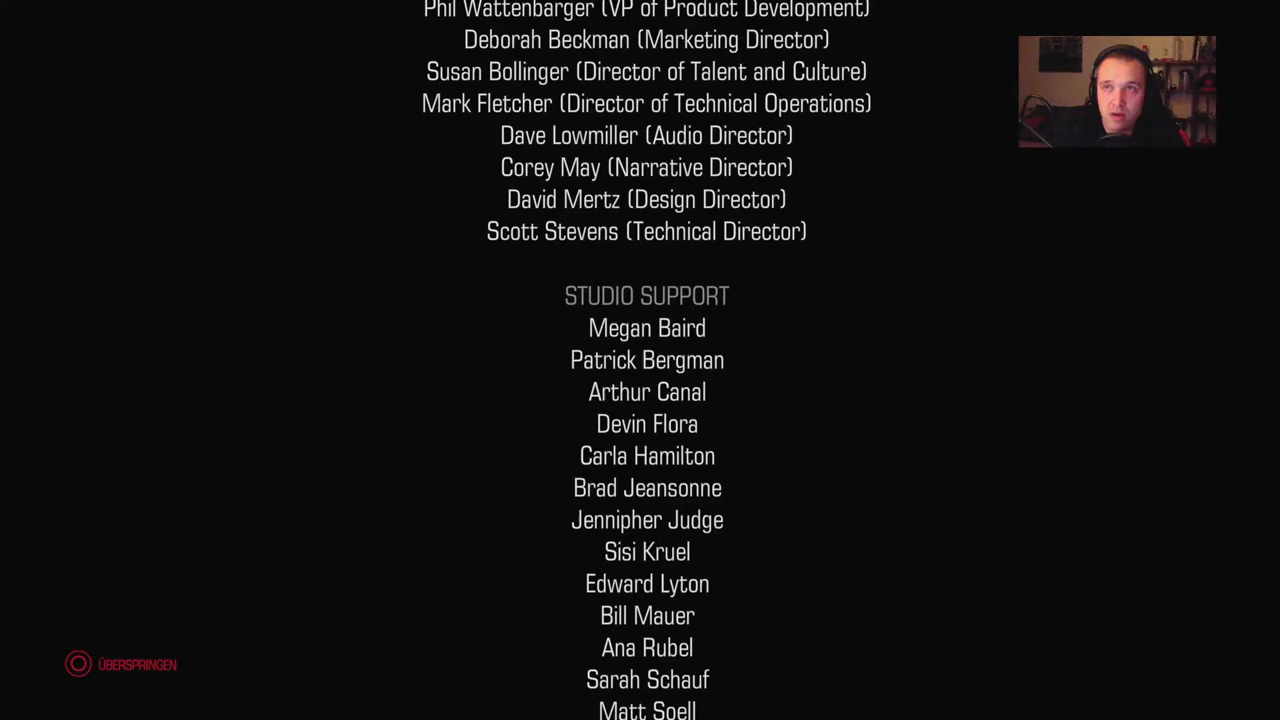 Phil Wattenbarger (VP of Product Development)
Deborah Beckman (Marketing Director)
Susan Bollinger (Director of Talent and Culture)
Mark Fletcher (Director of Technical Operations)
Dave Lowmiller (Audio Director)
Corey May (Narrative Director)
David Mertz (Design Director)
Scott Stevens (Technical Director)
STUDIO SUPPORT
Megan Baird
Patrick Bergman
Arthur Canal
Devin Flora
Carla Hamilton
Brad Jeansonne
Jennipher Judge
Sisi Kruel
Edward Lyton
Bill Mauer
Ana Rubel
Sarah Schauf
Matt Soell
ÜBERSPRINGEN